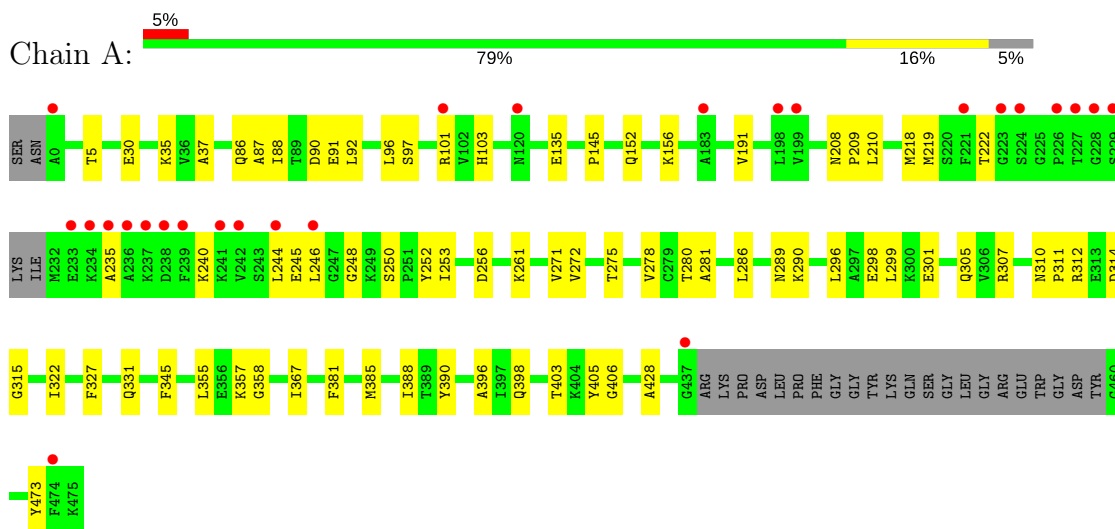 5%
Chain A:
79% 16% 5%
SER ASN A0 T5 E30 K35 V36 A37 Q86 A87 I88 T89 D90 E91 L92 L96 S97 R101 V102 H103 N120 E135 P145 Q152 K156 A183 V191 L198 V199 N208 P209 L210 M218 M219 S220 F221 T222 G223 S224 G225 P226 T227 G228 S229
LYS ILE M232 E233 K234 A235 A236 K237 D238 F239 K240 K241 V242 S243 L244 E245 L246 G247 G248 K249 S250 P251 Y252 I253 D256 K261 V271 V272 T275 V278 C279 T280 A281 L286 N289 K290 L296 A297 E298 L299 K300 E301 Q305 V306 R307 N310 P311 R312 E313 D314
G315 I322 F327 Q331 F345 L355 E356 K357 G358 I367 F381 M385 I388 T389 Y390 A396 I397 Q398 T403 K404 Y405 G406 A428 G437 ARG LYS PRO ASP LEU PRO PHE GLY GLY TYR LYS GLN SER GLY LEU GLY ARG GLU TRP GLY ASP TYR G460
Y473 F474 K475